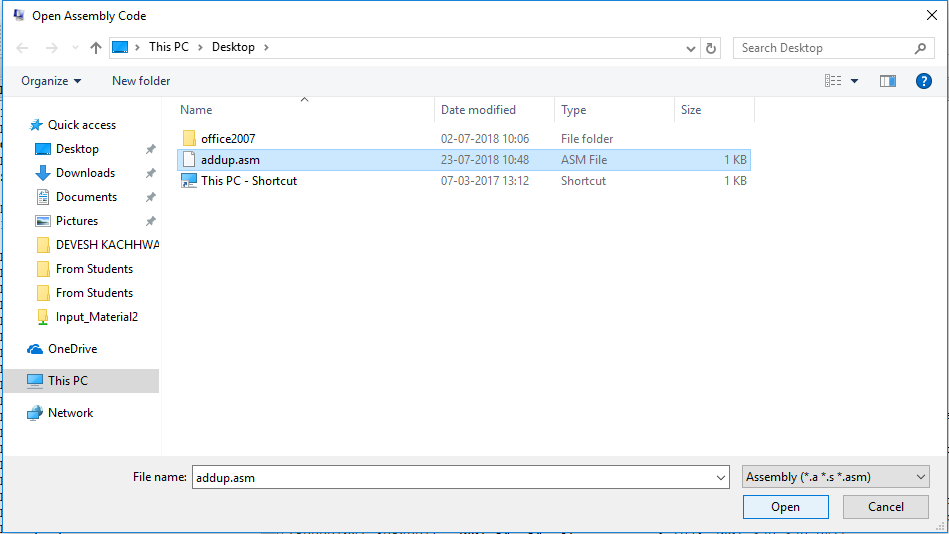 Open Assembly Code
This PC > Desktop >
Search Desktop
Organize New folder
Name Date modified Type Size
Quick access
Desktop
Downloads
Documents
Pictures
DEVESH KACHHWA
From Students
From Students
Input_Material2
OneDrive
This PC
Network
office2007 02-07-2018 10:06 File folder
addup.asm 23-07-2018 10:48 ASM File 1 KB
This PC - Shortcut 07-03-2017 13:12 Shortcut 1 KB
File name: addup.asm Assembly (*.a *.s *.asm)
Open Cancel